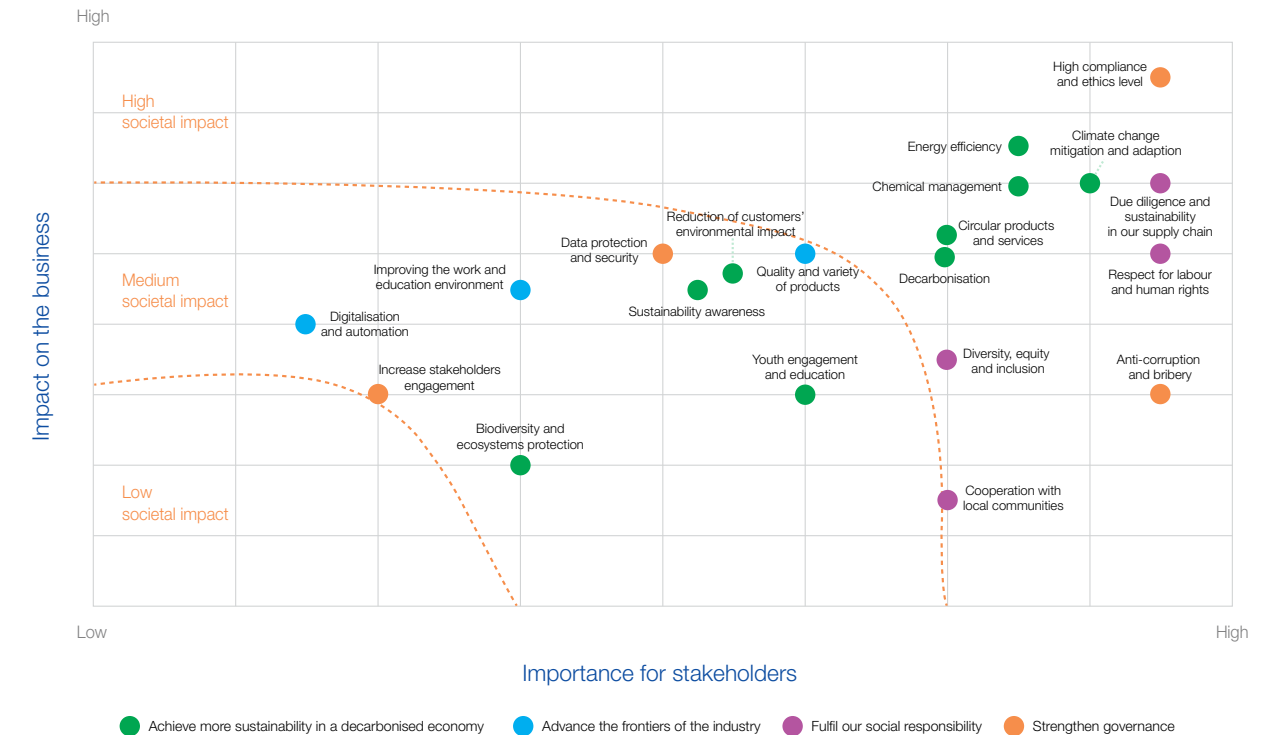 High
High compliance
and ethics level
High
societal impact
Climate change
mitigation and adaption
Energy efficiency
Chemical management
Due diligence and
sustainability
in our supply chain
Reduction of customers'
environmental impact
Circular products
and services
Data protection
and security
Quality and variety
of products
Decarbonisation
Respect for labour
and human rights
Improving the work and
education environment
Medium
societal impact
Sustainability awareness
Digitalisation
and automation
Impact on the business
Youth engagement
and education
Diversity, equity
and inclusion
Anti-corruption
and bribery
Increase stakeholders
engagement
Biodiversity and
ecosystems protection
Low
societal impact
Cooperation with
local communities
Low
High
Importance for stakeholders
Achieve more sustainability in a decarbonised economy
Advance the frontiers of the industry
Fulfil our social responsibility
Strengthen governance